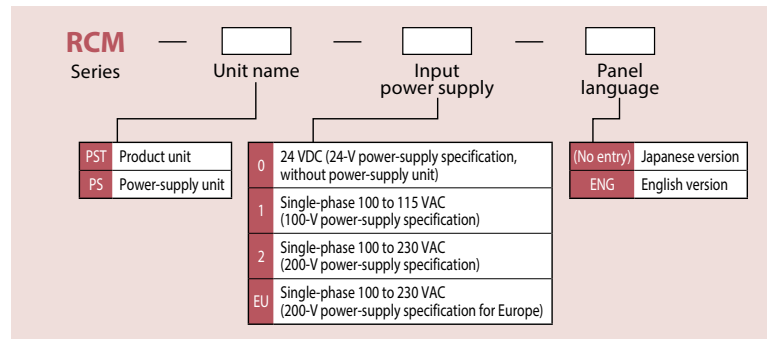 RCM — — —
Series Unit name Input power supply Panel language
PST Product unit
PS Power-supply unit
0 24 VDC (24-V power-supply specification,
without power-supply unit)
1 Single-phase 100 to 115 VAC
(100-V power-supply specification)
2 Single-phase 100 to 230 VAC
(200-V power-supply specification)
EU Single-phase 100 to 230 VAC
(200-V power-supply specification for Europe)
(No entry) Japanese version
ENG English version